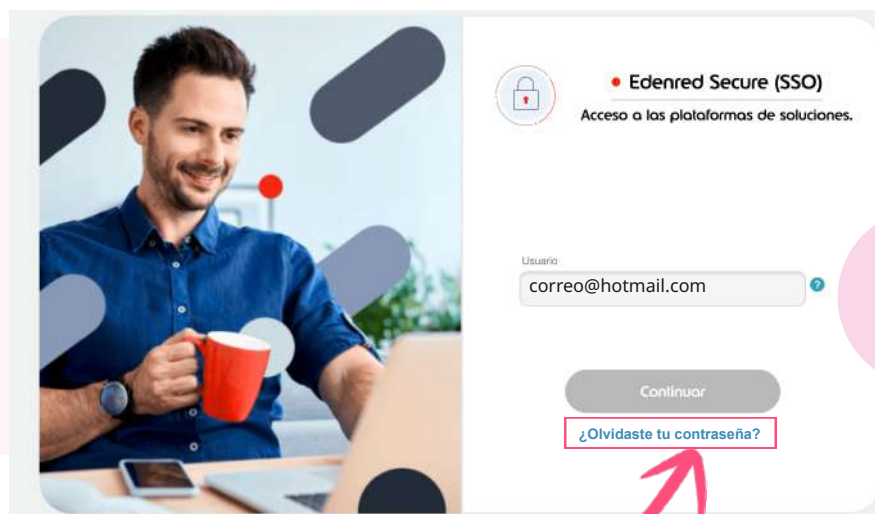 Edenred Secure (SSO)
Acceso a las plataformas de soluciones.
Usuario
correo@hotmail.com
?
Continuar
¿Olvidaste tu contraseña?